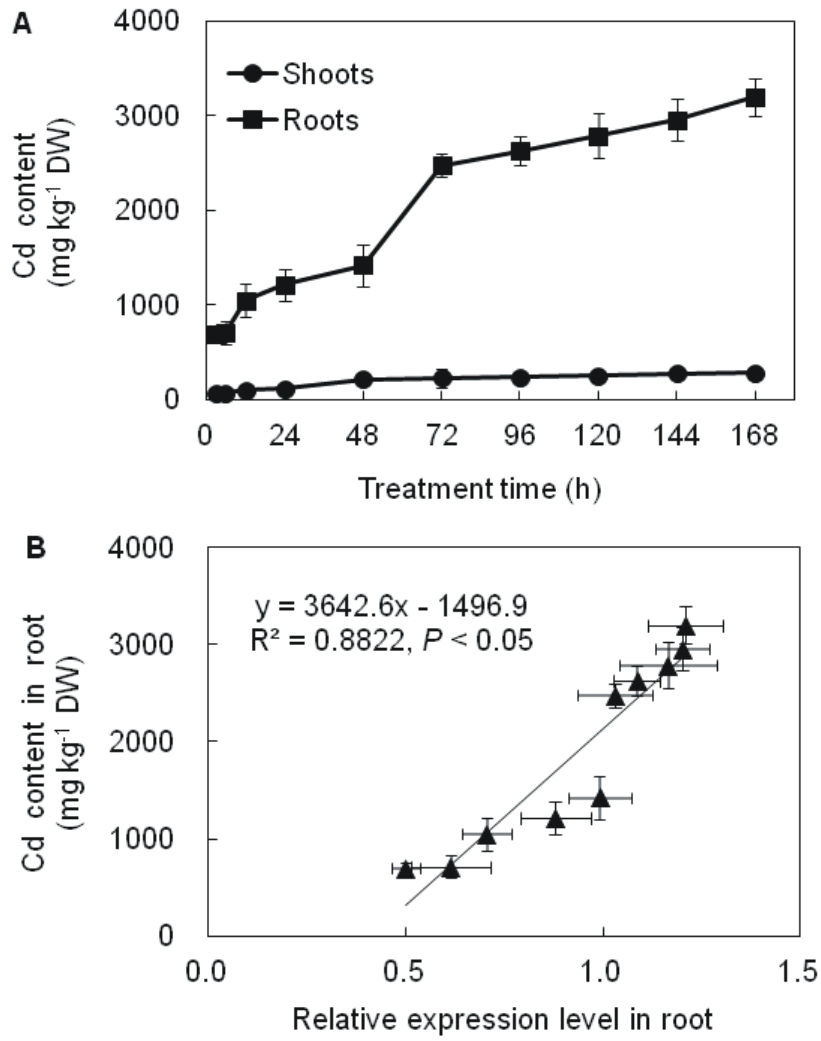 A
4000
3000
2000
1000
0
Cd content
(mg kg⁻¹ DW)
Shoots
Roots
0 24 48 72 96 120 144 168
Treatment time (h)
B
4000
3000
2000
1000
0
Cd content in root
(mg kg⁻¹ DW)
y = 3642.6x - 1496.9
R² = 0.8822, P < 0.05
0.0 0.5 1.0 1.5
Relative expression level in root